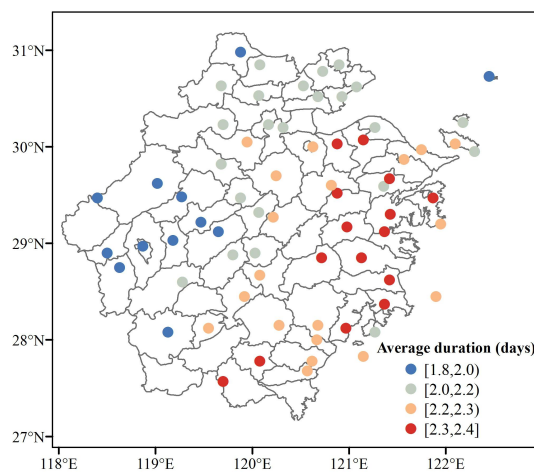 31°N
30°N
29°N
28°N
27°N
118°E
119°E
120°E
121°E
122°E
Average duration (days)
[1.8,2.0)
[2.0,2.2)
[2.2,2.3)
[2.3,2.4]